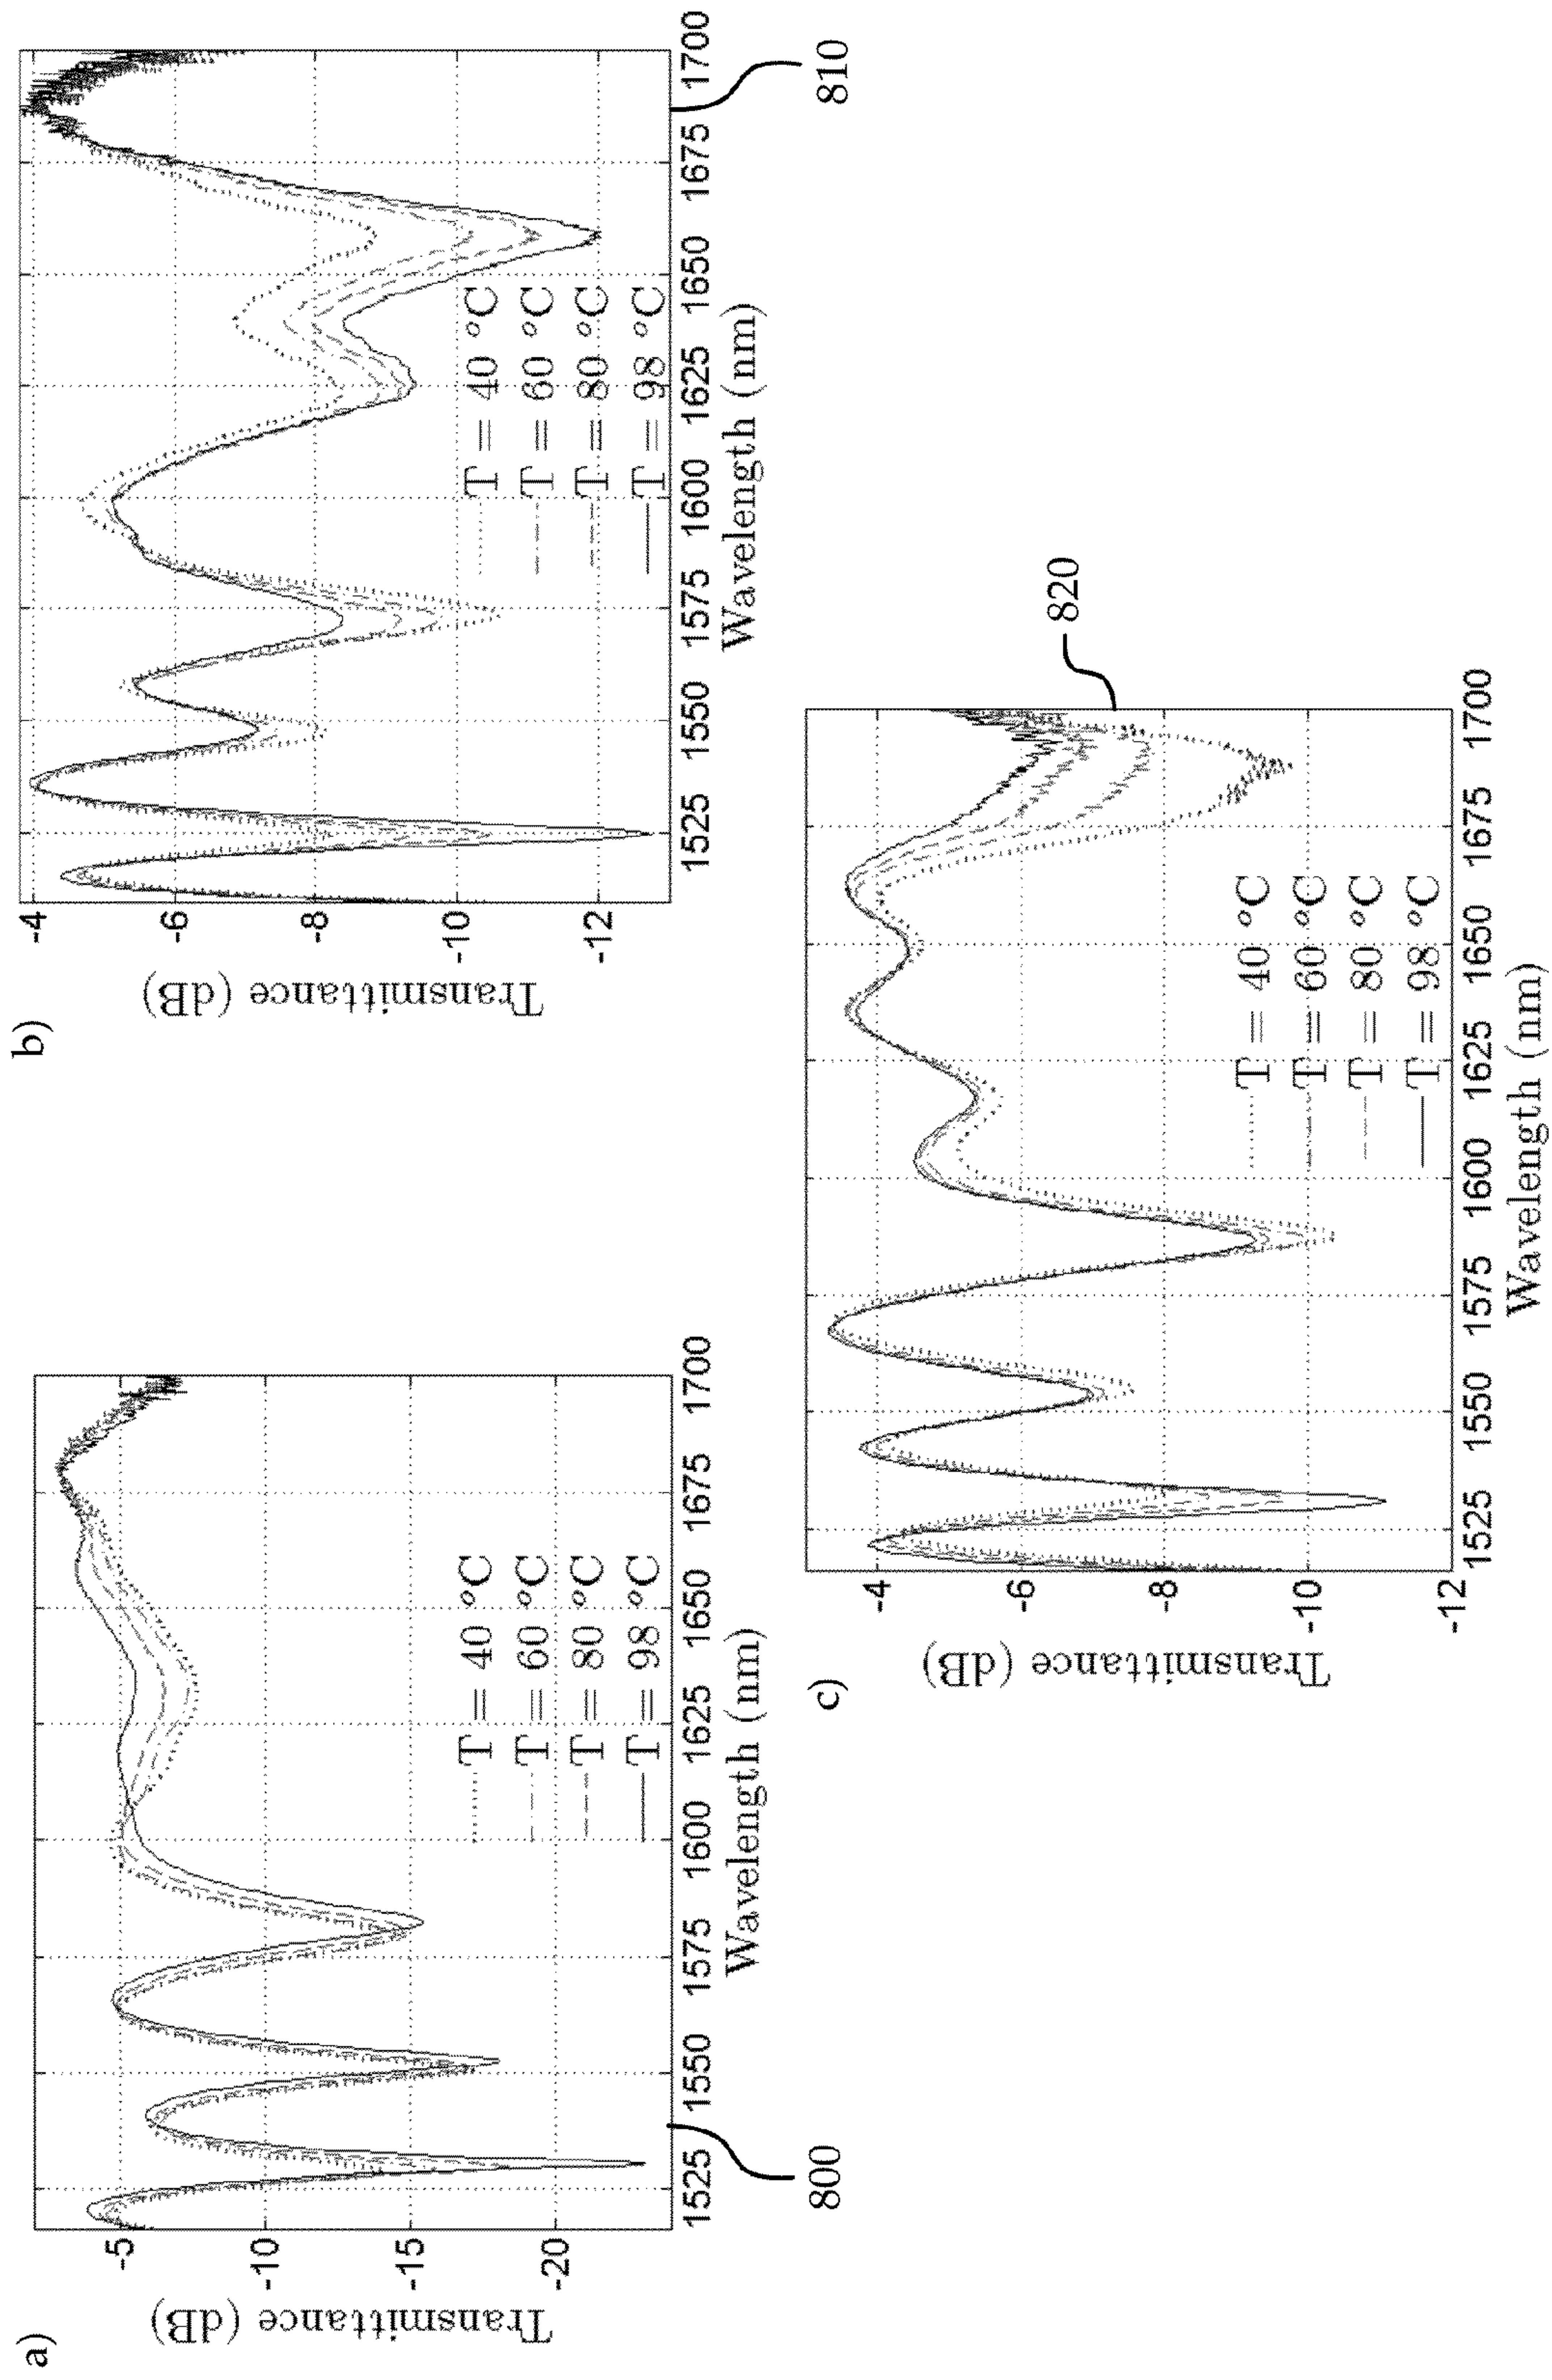 a)
Transmittance (dB)
-5
-10
-15
-20
1525 1550 1575 1600 1625 1650 1675 1700
Wavelength (nm)
T = 40 °C
T = 60 °C
T = 80 °C
T = 98 °C
800
b)
Transmittance (dB)
-4
-6
-8
-10
-12
1525 1550 1575 1600 1625 1650 1675 1700
Wavelength (nm)
T = 40 °C
T = 60 °C
T = 80 °C
T = 98 °C
810
c)
Transmittance (dB)
-4
-6
-8
-10
-12
1525 1550 1575 1600 1625 1650 1675 1700
Wavelength (nm)
T = 40 °C
T = 60 °C
T = 80 °C
T = 98 °C
820